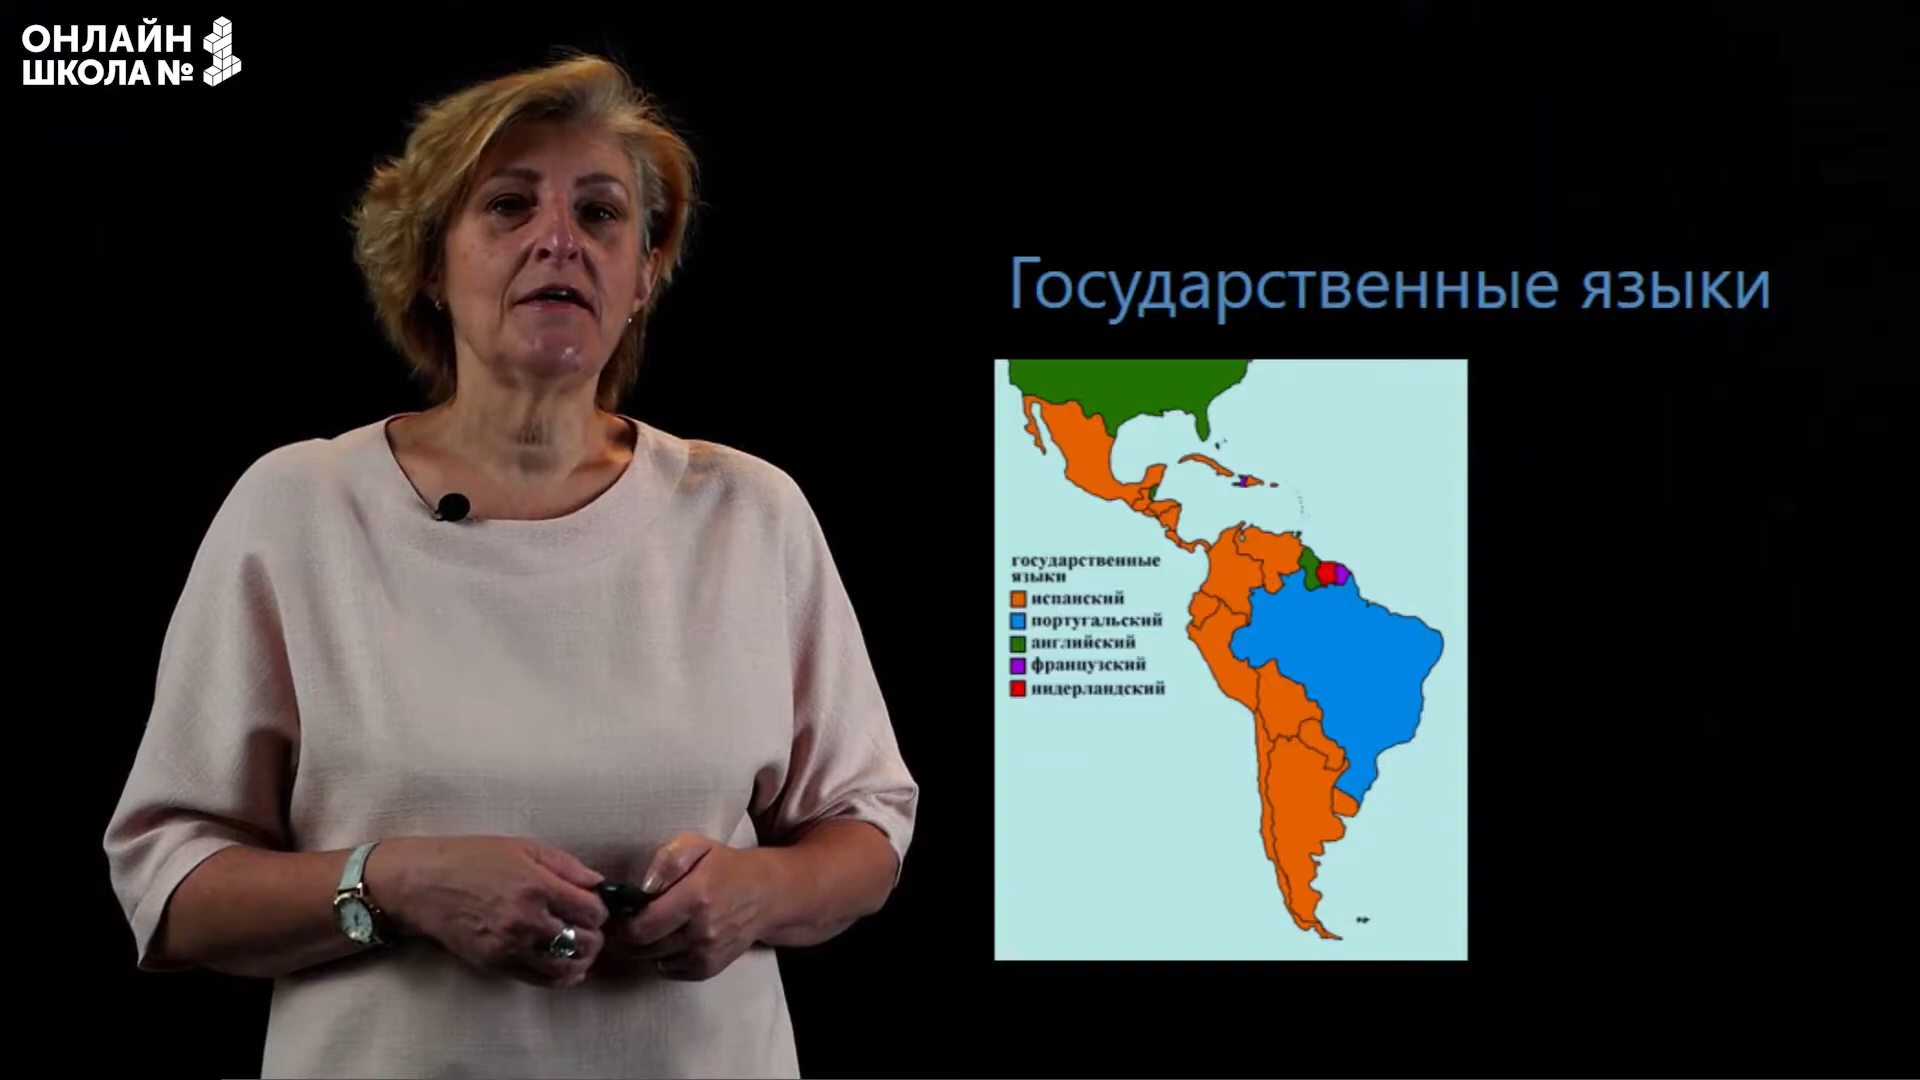 ОНЛАЙН
ШКОЛА №
Государственные языки
государственные
языки
испанский
португальский
английский
французский
нидерландский